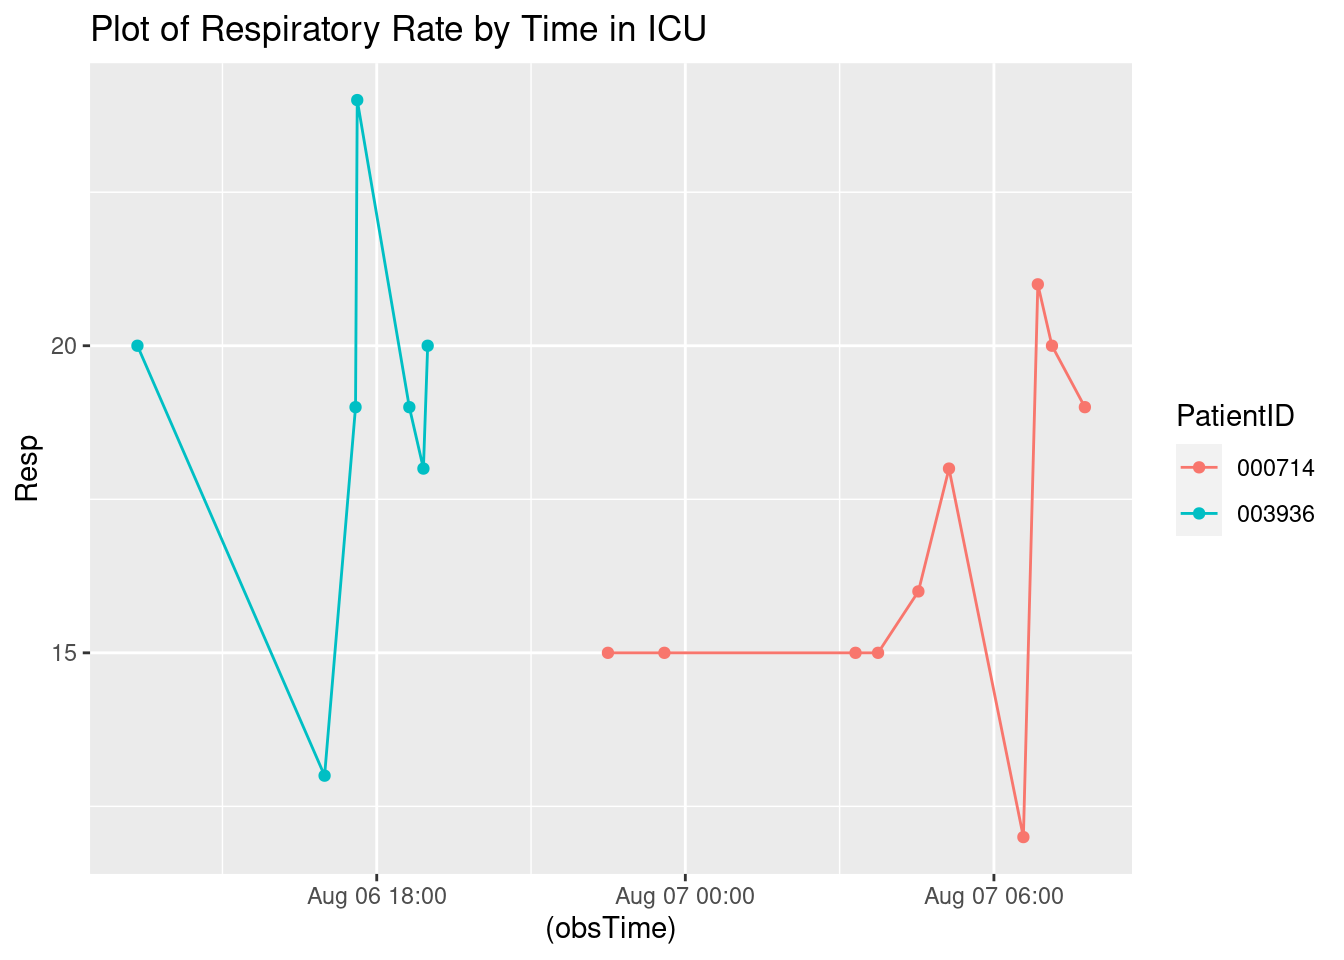 Plot of Respiratory Rate by Time in ICU
20
15
Resp
Aug 06 18:00
Aug 07 00:00
Aug 07 06:00
(obsTime)
PatientID
000714
003936